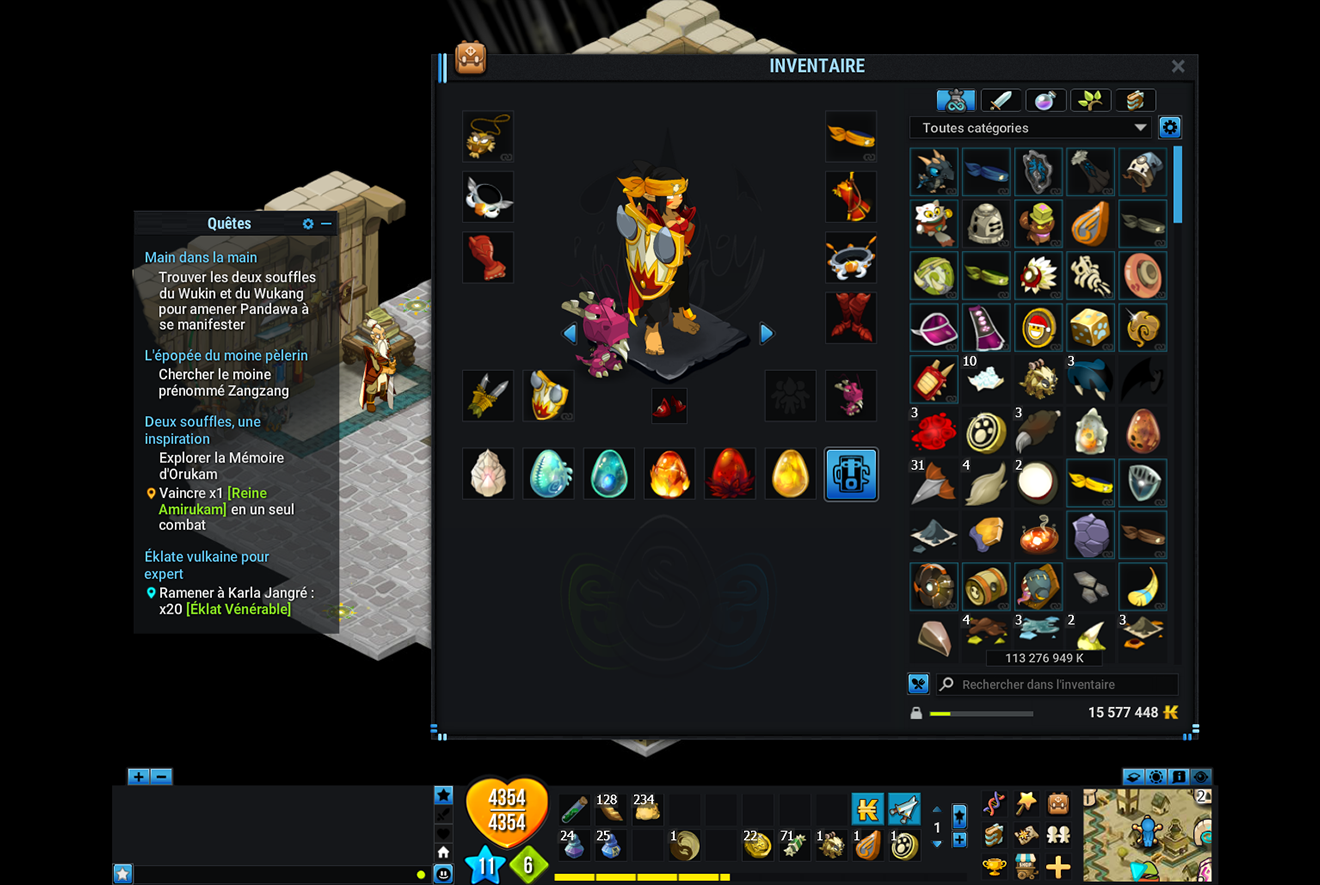 INVENTAIRE
Toutes catégories
Quêtes
Main dans la main
Trouver les deux souffles
du Wukin et du Wukang
pour amener Pandawa à
se manifester
L'épopée du moine pèlerin
Chercher le moine
prénommé Zangzang
Deux souffles, une
inspiration
Explorer la Mémoire
d'Orukam
Vaincre x1 [Reine
Amirukam] en un seul
combat
Éklate vulkaine pour
expert
Ramener à Karla Jangré :
x20 [Éklat Vénérable]
10 3
3 3
31 4 2
4 3 2 3
113 276 949 K
Rechercher dans l'inventaire
15 577 448 K
4354
4354
11 6
128 234
24 25 1 22 71 1 1 1
1
2
SHOP